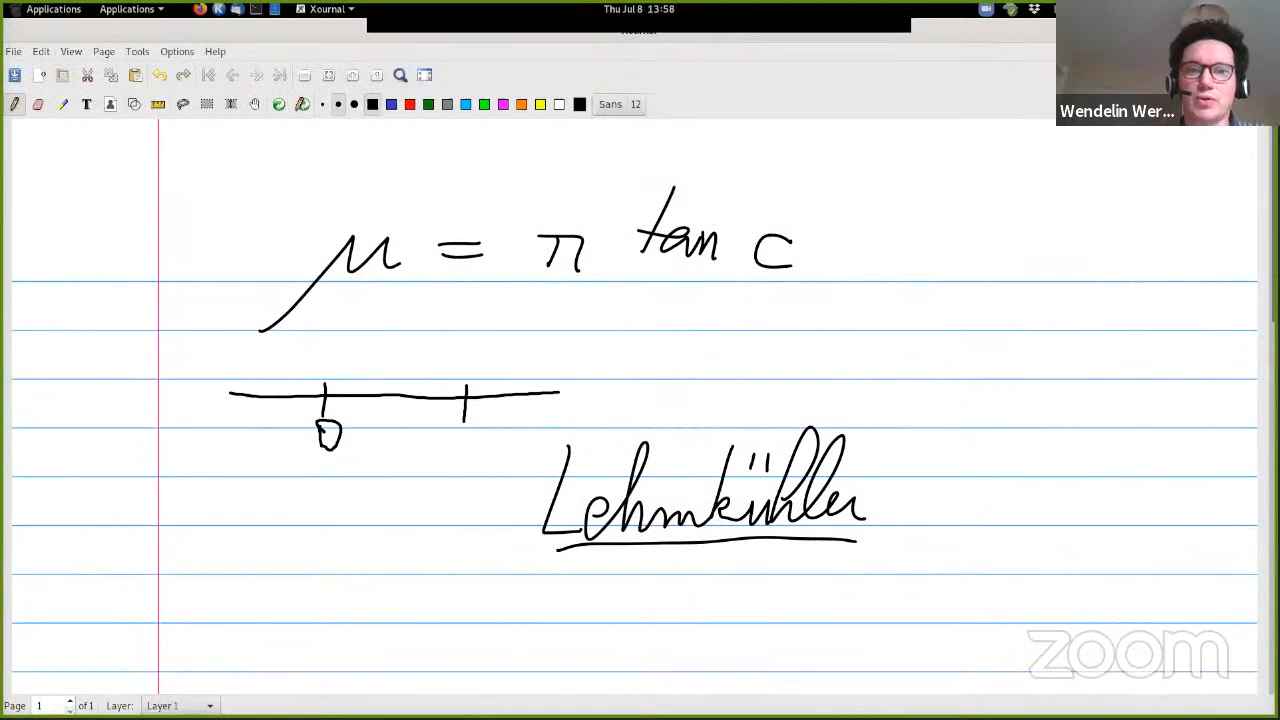 Applications Applications Xournal Thu Jul 8 13:58
File Edit View Page Tools Options Help
Sans 12
Wendelin Wer...
μ = π tan c
0
Lehmkühler
zoom
Page 1 of 1 Layer: Layer 1